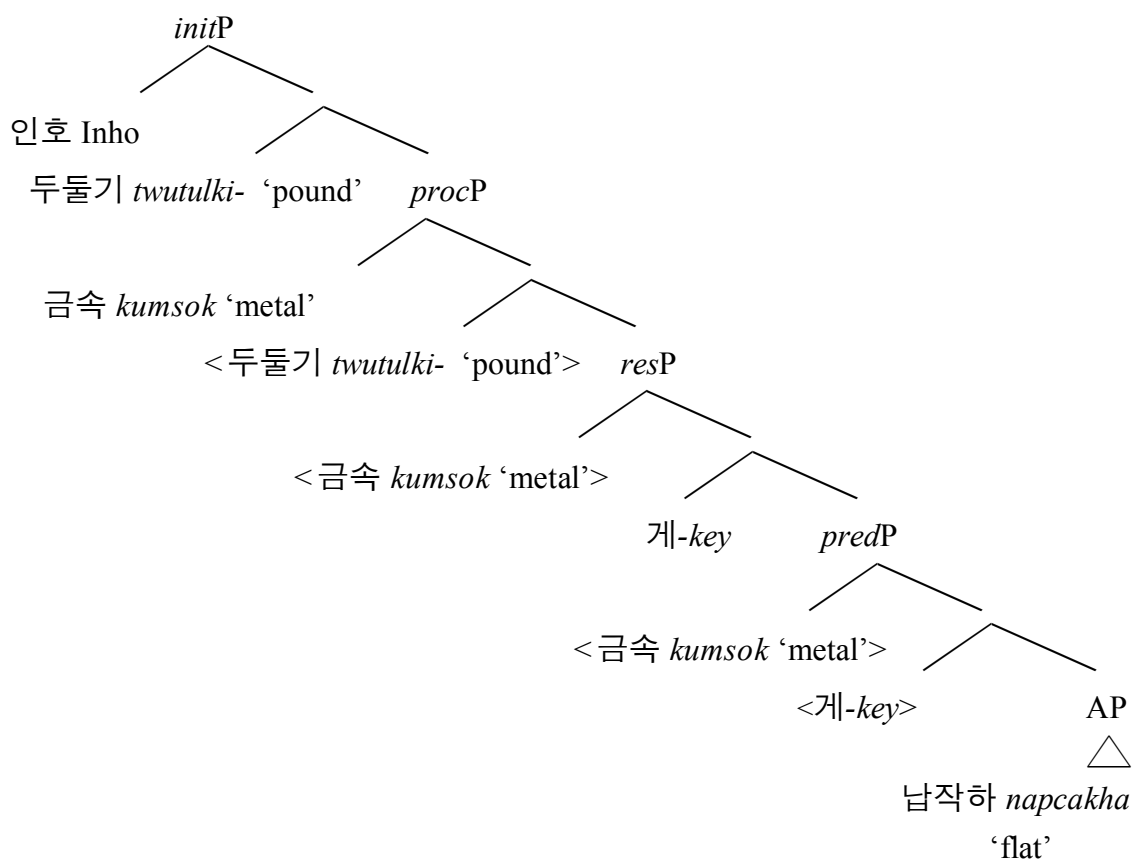 initP
인호 Inho
두둘기 twutulki- ‘pound’ procP
금속 kumsok ‘metal’
<두둘기 twutulki- ‘pound’> resP
<금속 kumsok ‘metal’>
게-key predP
<금속 kumsok ‘metal’>
<게-key> AP
납작하 napcakha
‘flat’